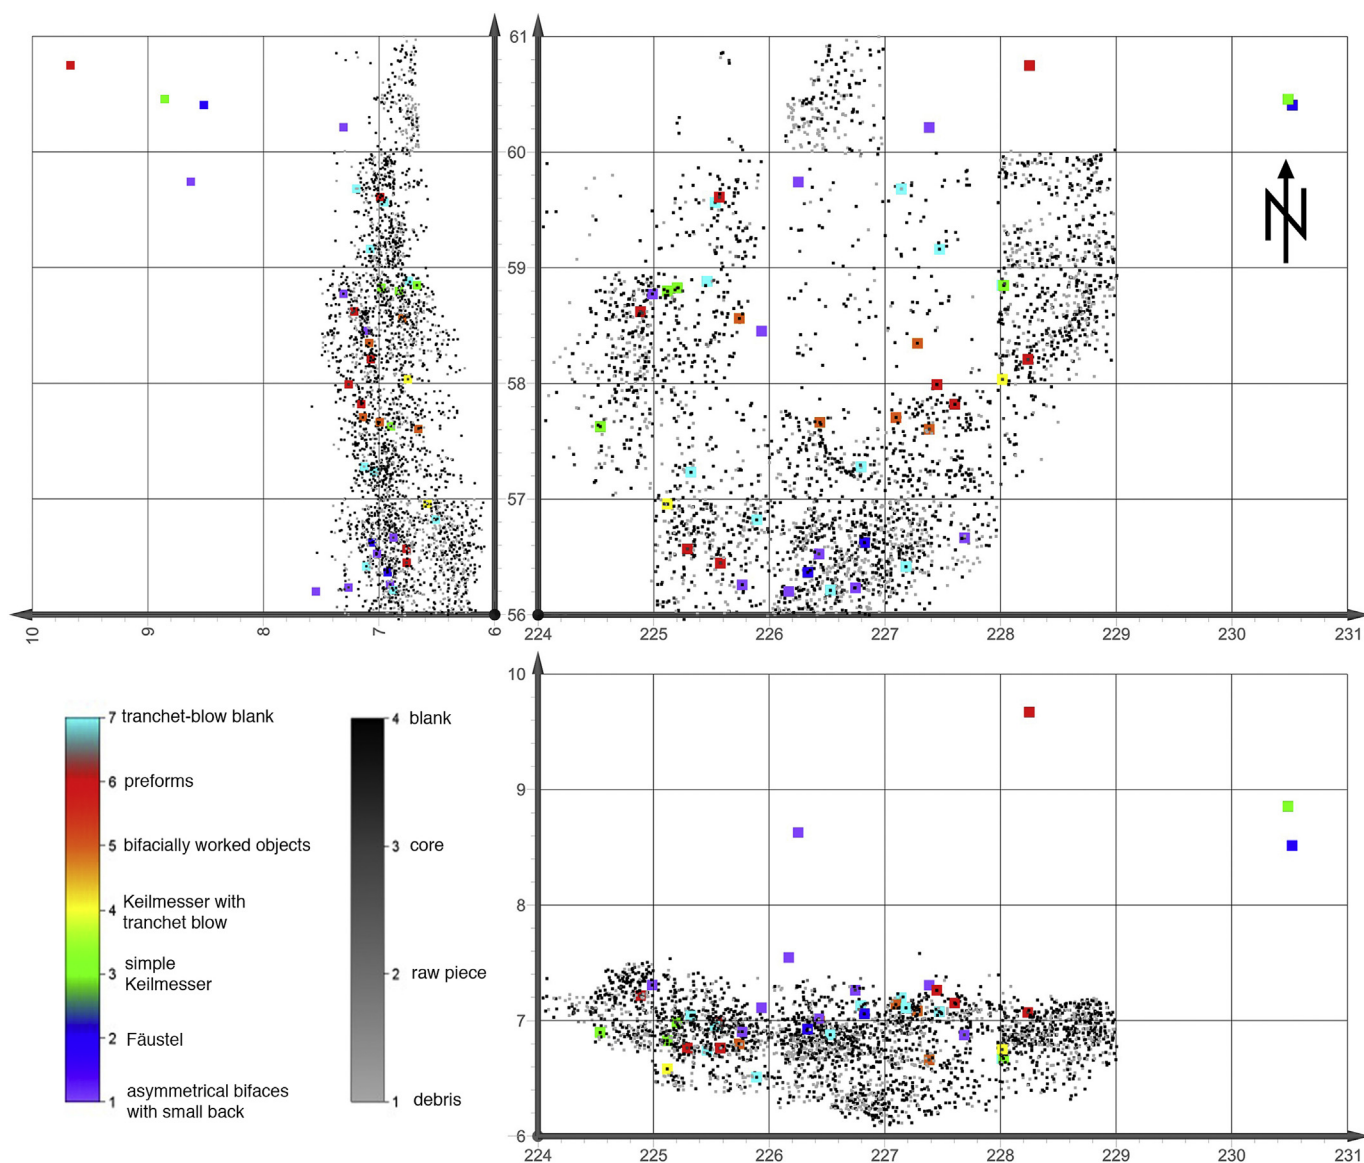 61
60
59
58
57
56
10
9
8
7
6
224
225
226
227
228
229
230
231
N
10
9
8
7
6
224
225
226
227
228
229
230
231
7 tranchet-blow blank
6 preforms
5 bifacially worked objects
4 Keilmesser with
tranchet blow
simple
3 Keilmesser
2 Fäustel
asymmetrical bifaces
1 with small back
4 blank
3 core
2 raw piece
1 debris